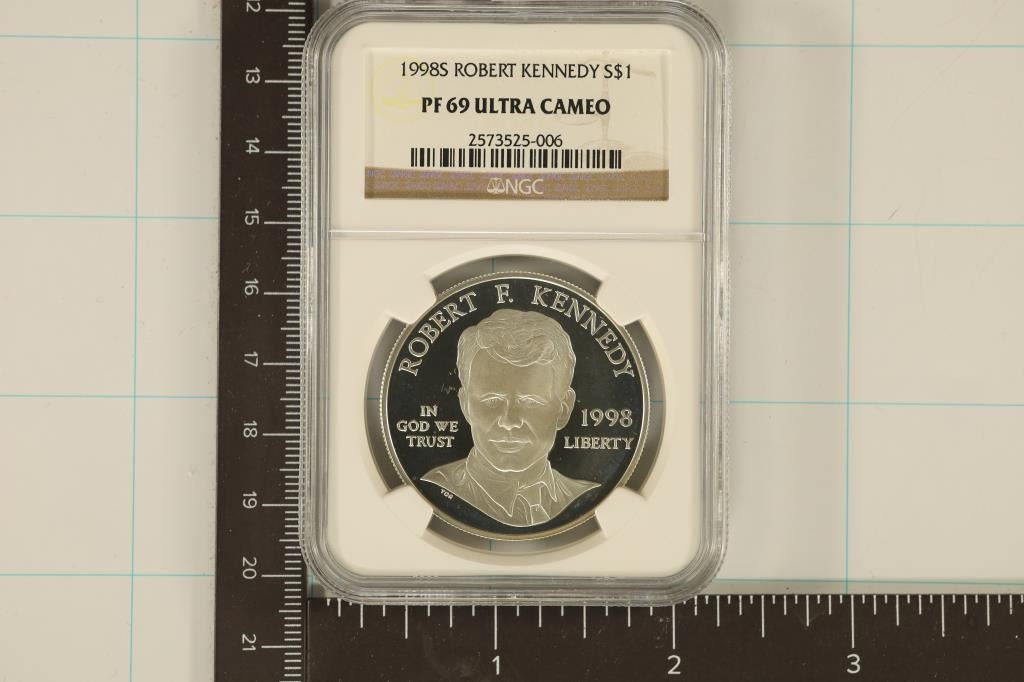 1998S ROBERT KENNEDY S$1
PF 69 ULTRA CAMEO
2573525-006
NGC
ROBERT F. KENNEDY
IN
GOD WE
TRUST
1998
LIBERTY
TDR
12
13
14
15
16
17
18
19
20
21
1 2 3